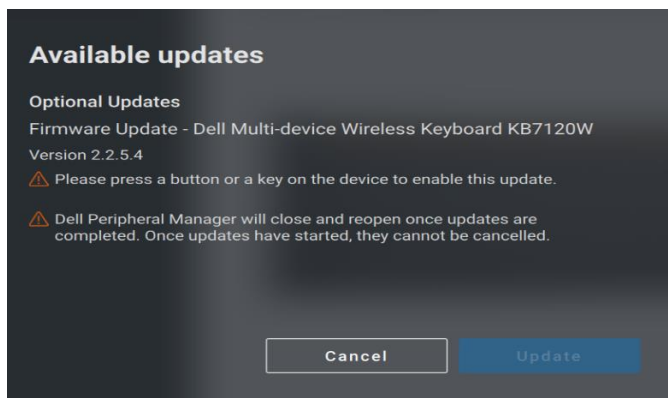 Available updates
Optional Updates
Firmware Update - Dell Multi-device Wireless Keyboard KB7120W
Version 2.2.5.4
Please press a button or a key on the device to enable this update.
Dell Peripheral Manager will close and reopen once updates are
completed. Once updates have started, they cannot be cancelled.
Cancel
Update